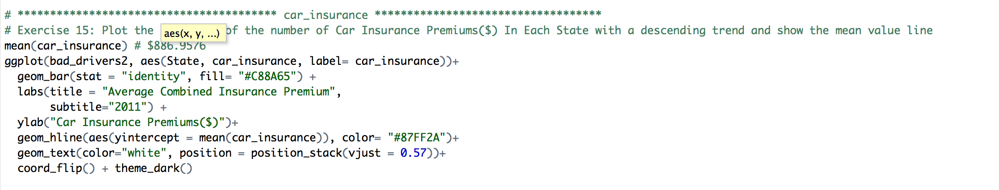 # **************************************** car_insurance ***********************************
# Exercise 15: Plot the aes(x, y, ...) of the number of Car Insurance Premiums($) In Each State with a descending trend and show the mean value line
mean(car_insurance) # $886.9576
ggplot(bad_drivers2, aes(State, car_insurance, label= car_insurance))+
  geom_bar(stat = "identity", fill= "#C88A65") +
  labs(title = "Average Combined Insurance Premium",
       subtitle="2011") +
  ylab("Car Insurance Premiums($)")+
  geom_hline(aes(yintercept = mean(car_insurance)), color= "#87FF2A")+
  geom_text(color="white", position = position_stack(vjust = 0.57))+
  coord_flip() + theme_dark()